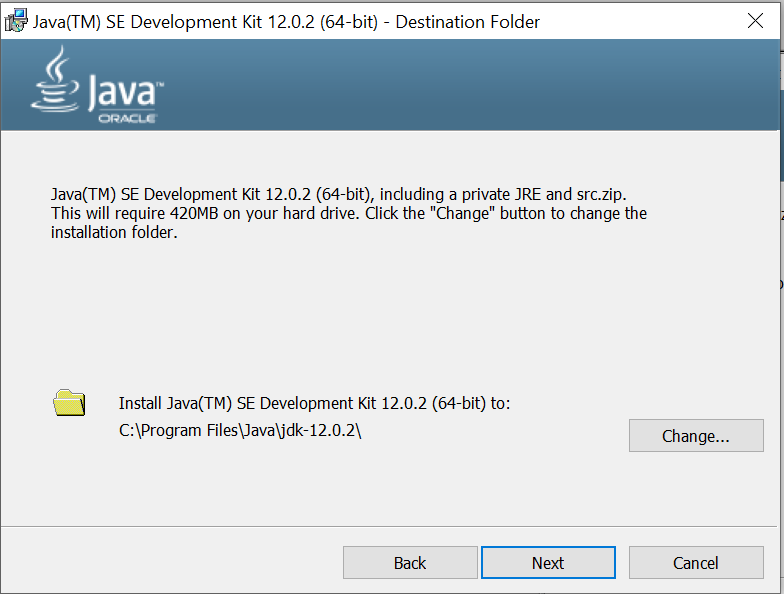 Java(TM) SE Development Kit 12.0.2 (64-bit) - Destination Folder
Java™
ORACLE
Java(TM) SE Development Kit 12.0.2 (64-bit), including a private JRE and src.zip.
This will require 420MB on your hard drive. Click the "Change" button to change the
installation folder.
Install Java(TM) SE Development Kit 12.0.2 (64-bit) to:
C:\Program Files\Java\jdk-12.0.2\
Change...
Back
Next
Cancel